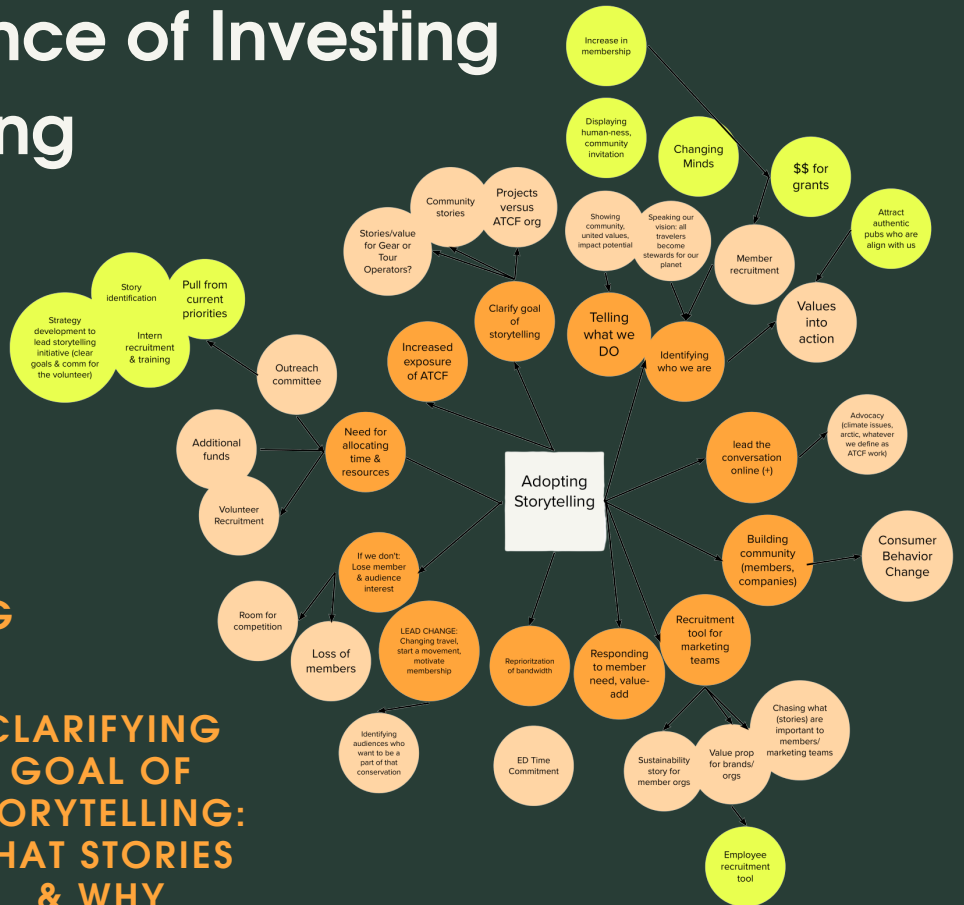 nce of Investing
ng
Increase in
membership
Displaying
human-ness,
community
invitation
Changing
Minds
$$ for
grants
Attract
authentic
pubs who are
align with us
Projects
versus
ATCF org
Community
stories
Stories/value
for Gear or
Tour
Operators?
Showing
community,
united values,
impact potential
Speaking our
vision: all
travelers
become
stewards for our
planet
Member
recruitment
Values
into
action
Story
identification
Pull from
current
priorities
Strategy
development to
lead storytelling
initiative (clear
goals & comm for
the volunteer)
Intern
recruitment
& training
Outreach
committee
Increased
exposure
of ATCF
Clarify goal
of
storytelling
Telling
what we
DO
Identifying
who we are
Additional
funds
Volunteer
Recruitment
Need for
allocating
time &
resources
Adopting
Storytelling
lead the
conversation
online (+)
Advocacy
(climate issues,
arctic, whatever
we define as
ATCF work)
Building
community
(members,
companies)
Consumer
Behavior
Change
If we don't:
Lose member
& audience
interest
Room for
competition
Loss of
members
LEAD CHANGE:
Changing travel,
start a movement,
motivate
membership
Reprioritzation
of bandwidth
Responding
to member
need, value-
add
Recruitment
tool for
marketing
teams
Identifying
audiences who
want to be a
part of that
conservation
ED Time
Commitment
Sustainability
story for
member orgs
Value prop
for brands/
orgs
Chasing what
(stories) are
important to
members/
marketing teams
Employee
recruitment
tool
G
CLARIFYING
GOAL OF
ORYTELLING:
HAT STORIES
& WHY